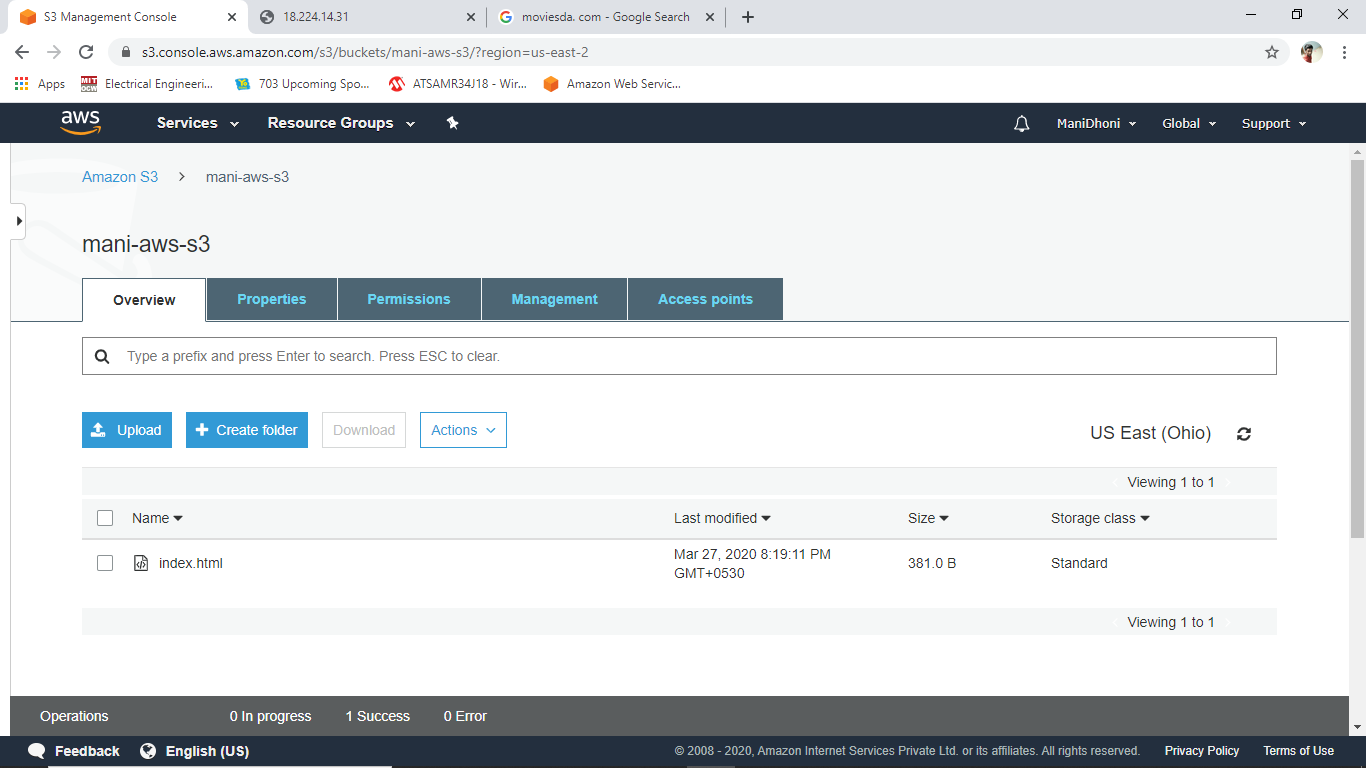 S3 Management Console
18.224.14.31
moviesda. com - Google Search
s3.console.aws.amazon.com/s3/buckets/mani-aws-s3/?region=us-east-2
Apps
MIT OCW
Electrical Engineeri...
703 Upcoming Spo...
ATSAMR34J18 - Wir...
Amazon Web Servic...
aws
Services
Resource Groups
ManiDhoni
Global
Support
Amazon S3
mani-aws-s3
mani-aws-s3
Overview
Properties
Permissions
Management
Access points
Type a prefix and press Enter to search. Press ESC to clear.
Upload
Create folder
Download
Actions
US East (Ohio)
Viewing 1 to 1
Name
Last modified
Size
Storage class
index.html
Mar 27, 2020 8:19:11 PM
GMT+0530
381.0 B
Standard
Viewing 1 to 1
Operations
0 In progress
1 Success
0 Error
Feedback
English (US)
© 2008 - 2020, Amazon Internet Services Private Ltd. or its affiliates. All rights reserved.
Privacy Policy
Terms of Use